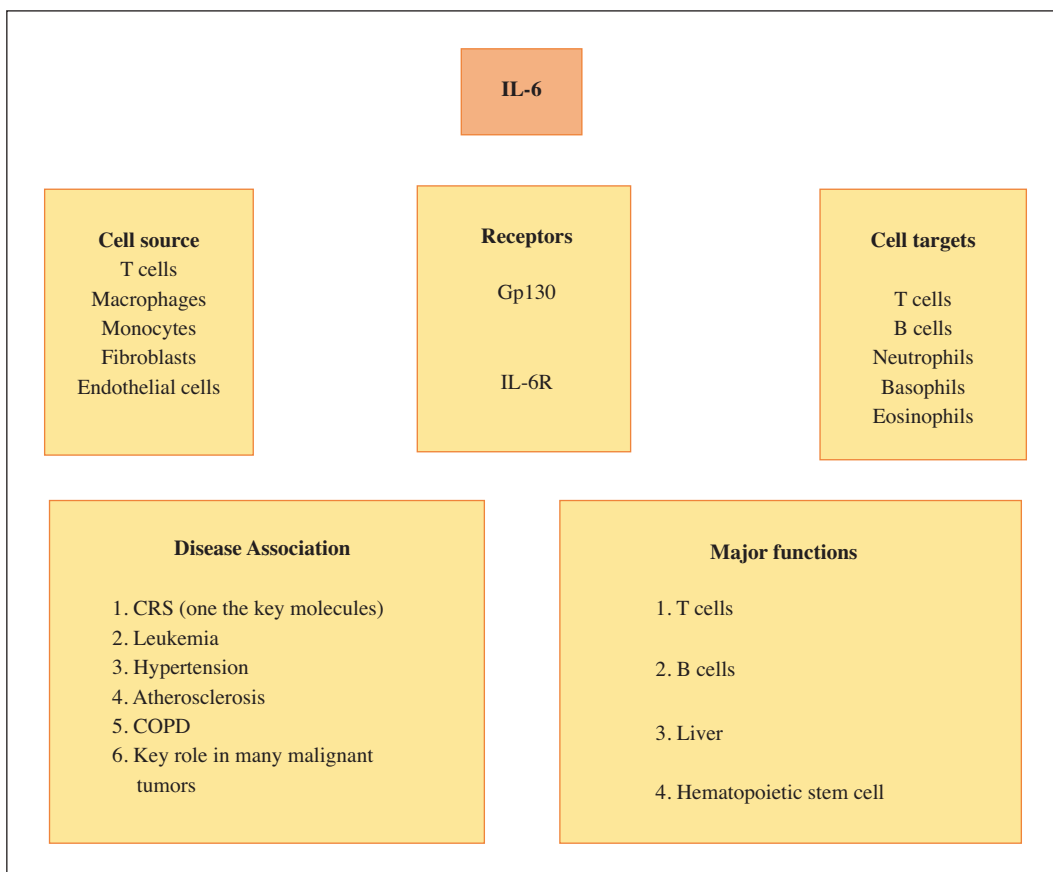 IL-6
Cell source
T cells
Macrophages
Monocytes
Fibroblasts
Endothelial cells
Receptors
Gp130
IL-6R
Cell targets
T cells
B cells
Neutrophils
Basophils
Eosinophils
Disease Association
1. CRS (one the key molecules)
2. Leukemia
3. Hypertension
4. Atherosclerosis
5. COPD
6. Key role in many malignant
tumors
Major functions
1. T cells
2. B cells
3. Liver
4. Hematopoietic stem cell